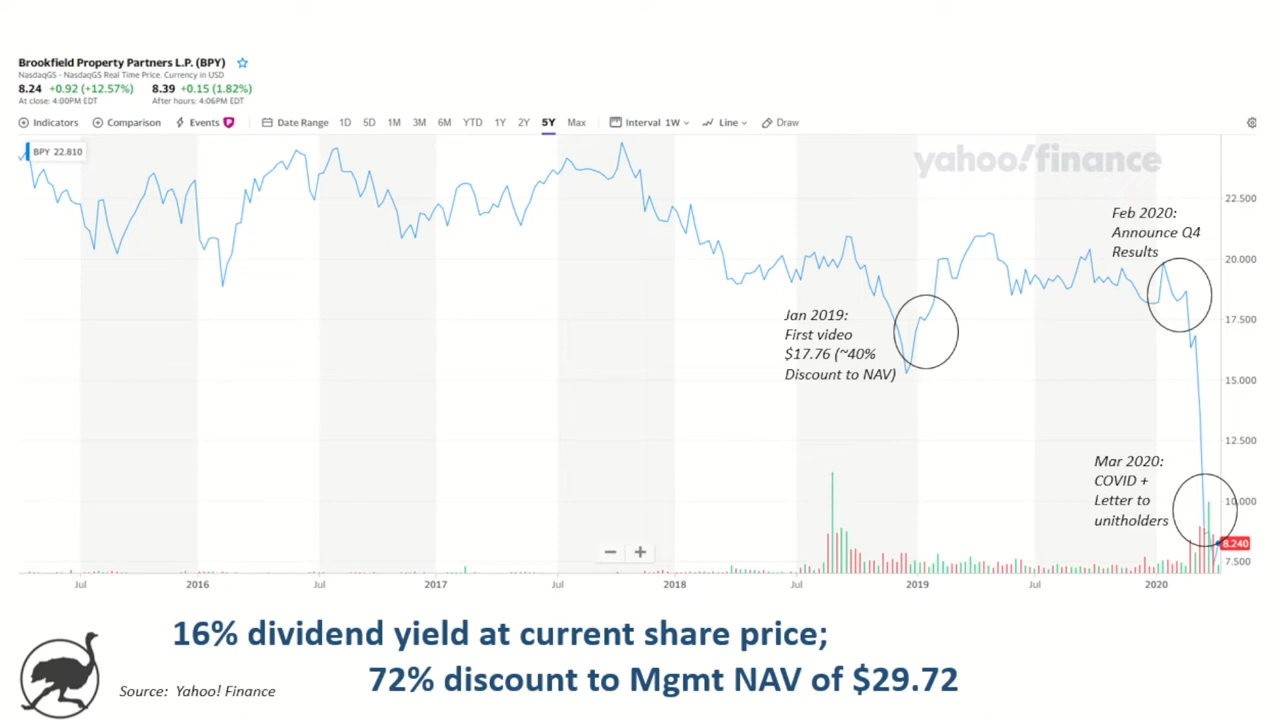 Brookfield Property Partners L.P. (BPY)
NasdaqGS - NasdaqGS Real Time Price. Currency in USD
8.24 +0.92 (+12.57%) 8.39 +0.15 (1.82%)
At close: 4:00PM EDT After hours: 4:06PM EDT
Indicators Comparison Events P Date Range 1D 5D 1M 3M 6M YTD 1Y 2Y 5Y Max Interval 1W Line Draw
BPY 22.810
yahoo!finance
22.500
Feb 2020:
Announce Q4
Results
20.000
Jan 2019:
First video
$17.76 (~40%
Discount to NAV)
17.500
15.000
12.500
Mar 2020:
COVID +
Letter to
unitholders
10.000
8.240
7.500
Jul 2016 Jul 2017 Jul 2018 Jul 2019 Jul 2020
16% dividend yield at current share price;
72% discount to Mgmt NAV of $29.72
Source: Yahoo! Finance